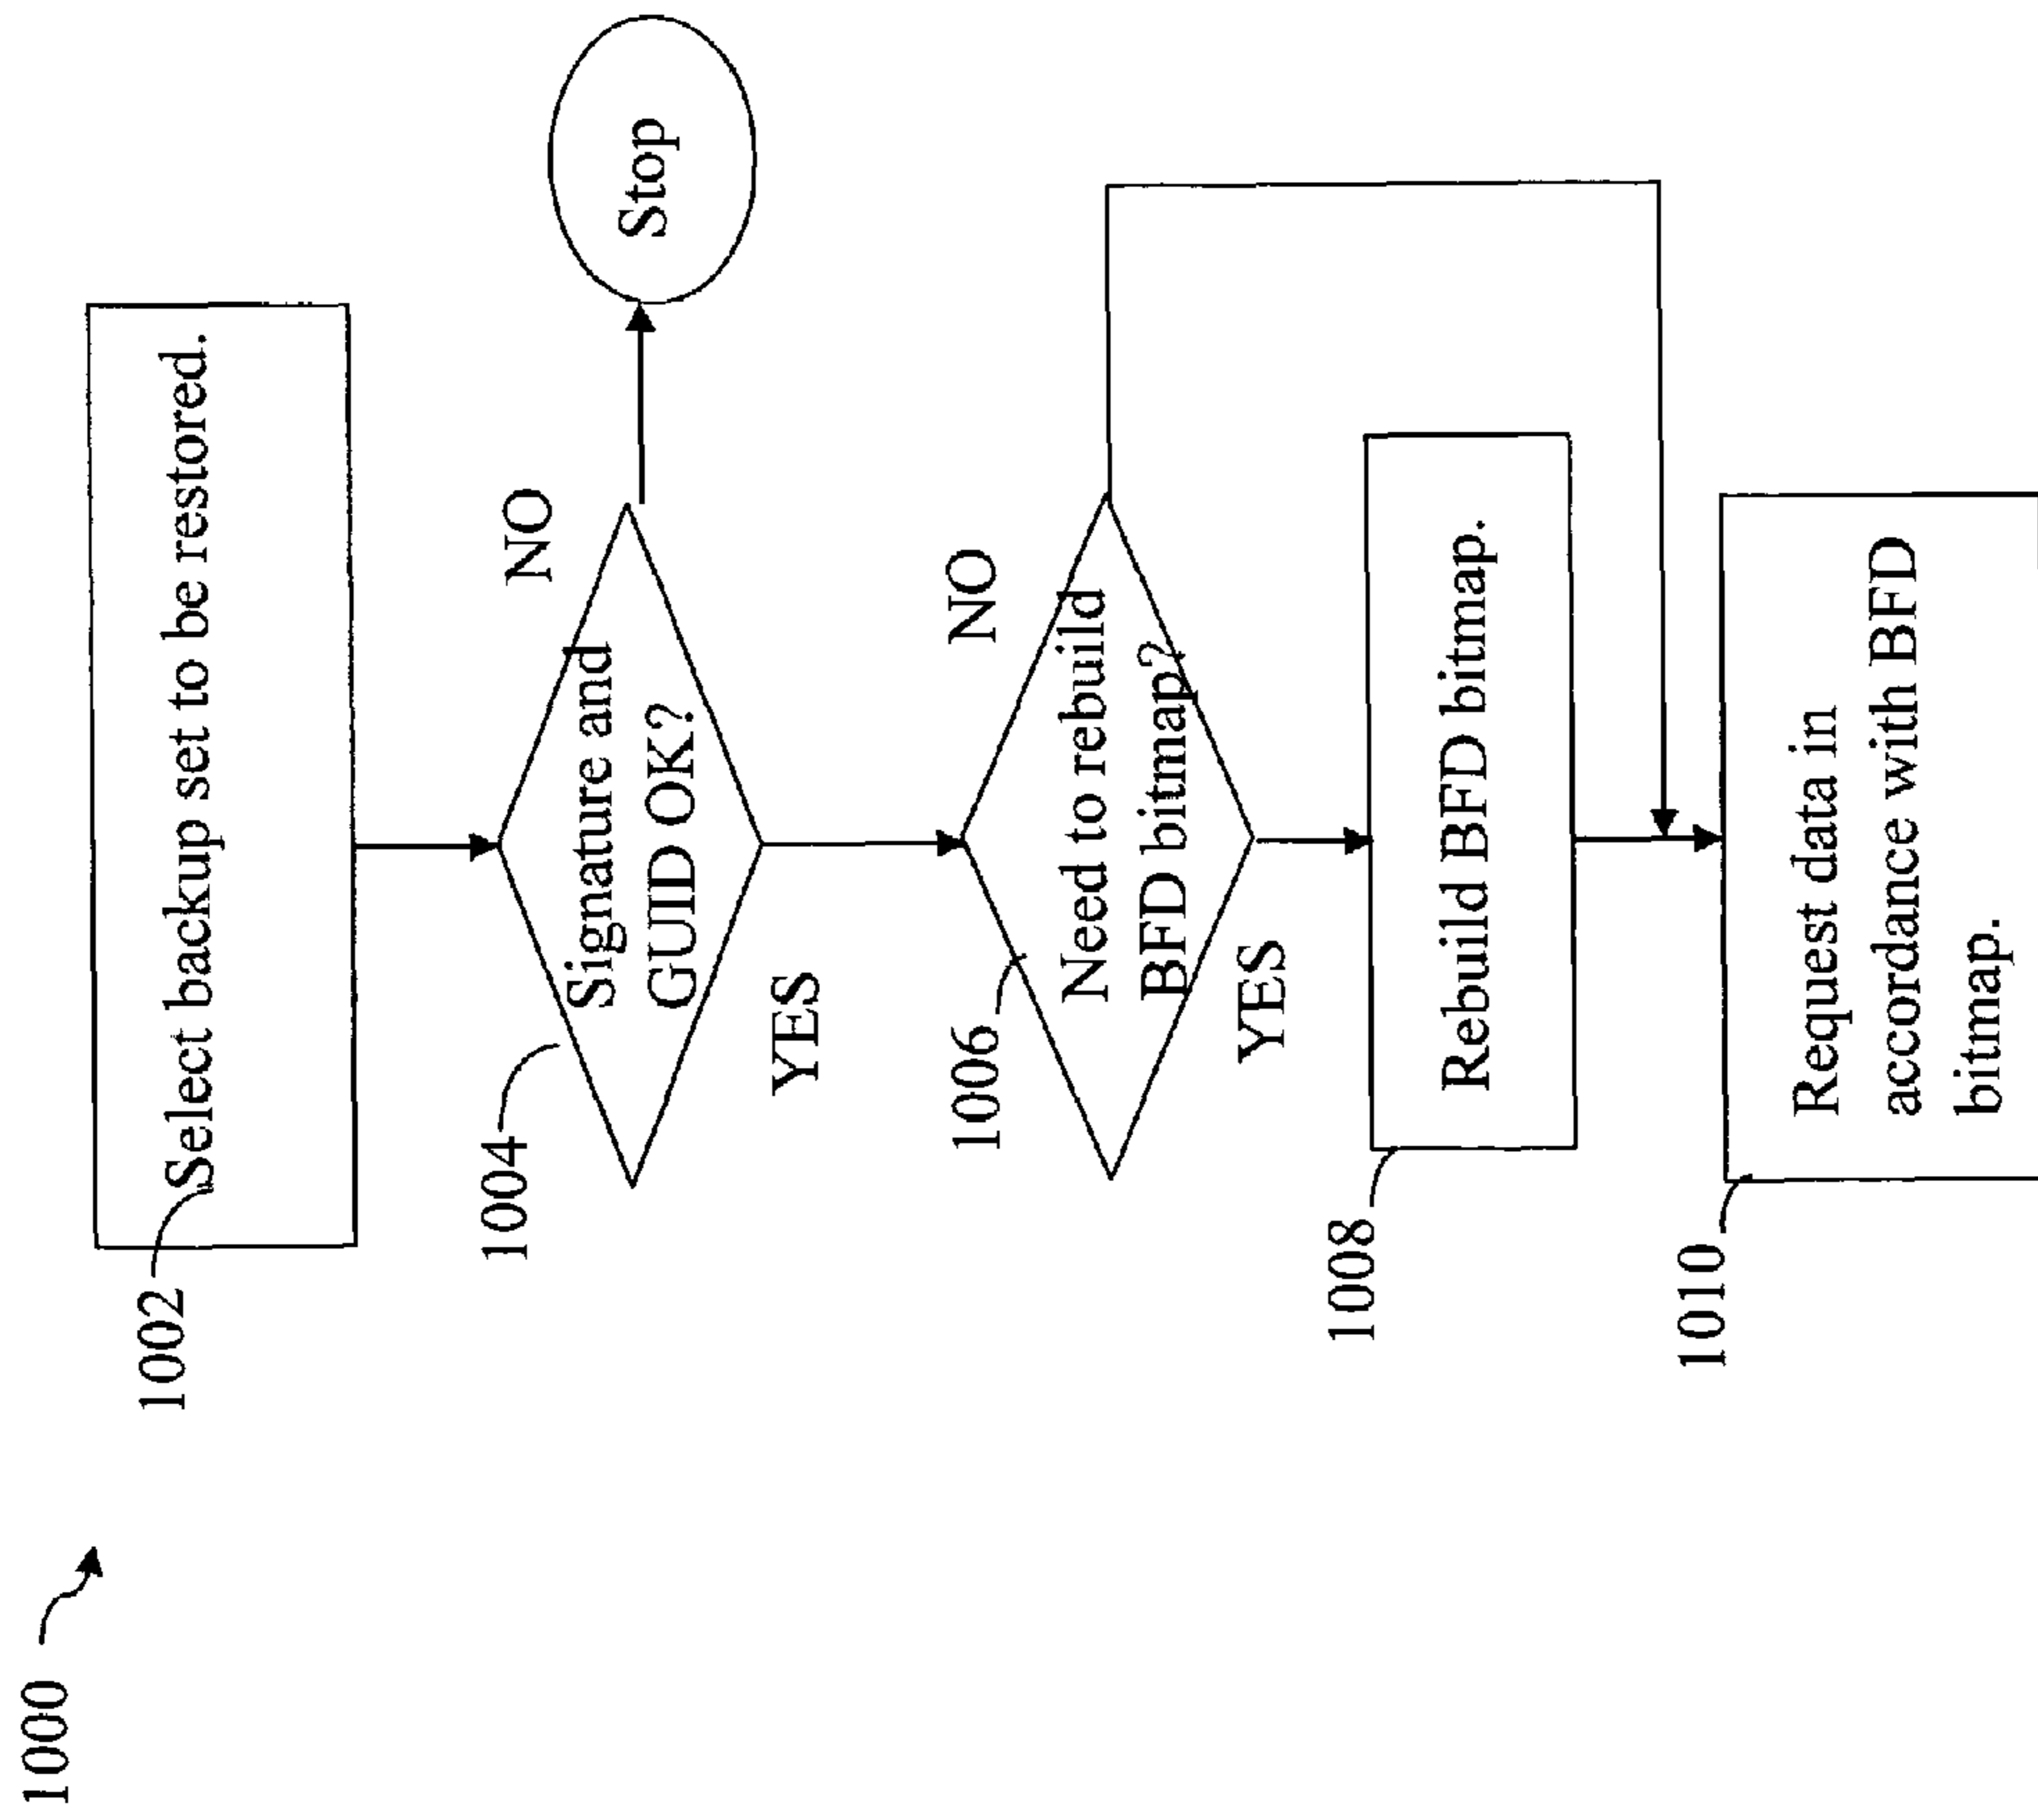 1000
1002
Select backup set to be restored.
1004
Signature and
GUID OK?
NO
Stop
YES
1006
Need to rebuild
BFD bitmap?
NO
YES
1008
Rebuild BFD bitmap.
1010
Request data in
accordance with BFD
bitmap.